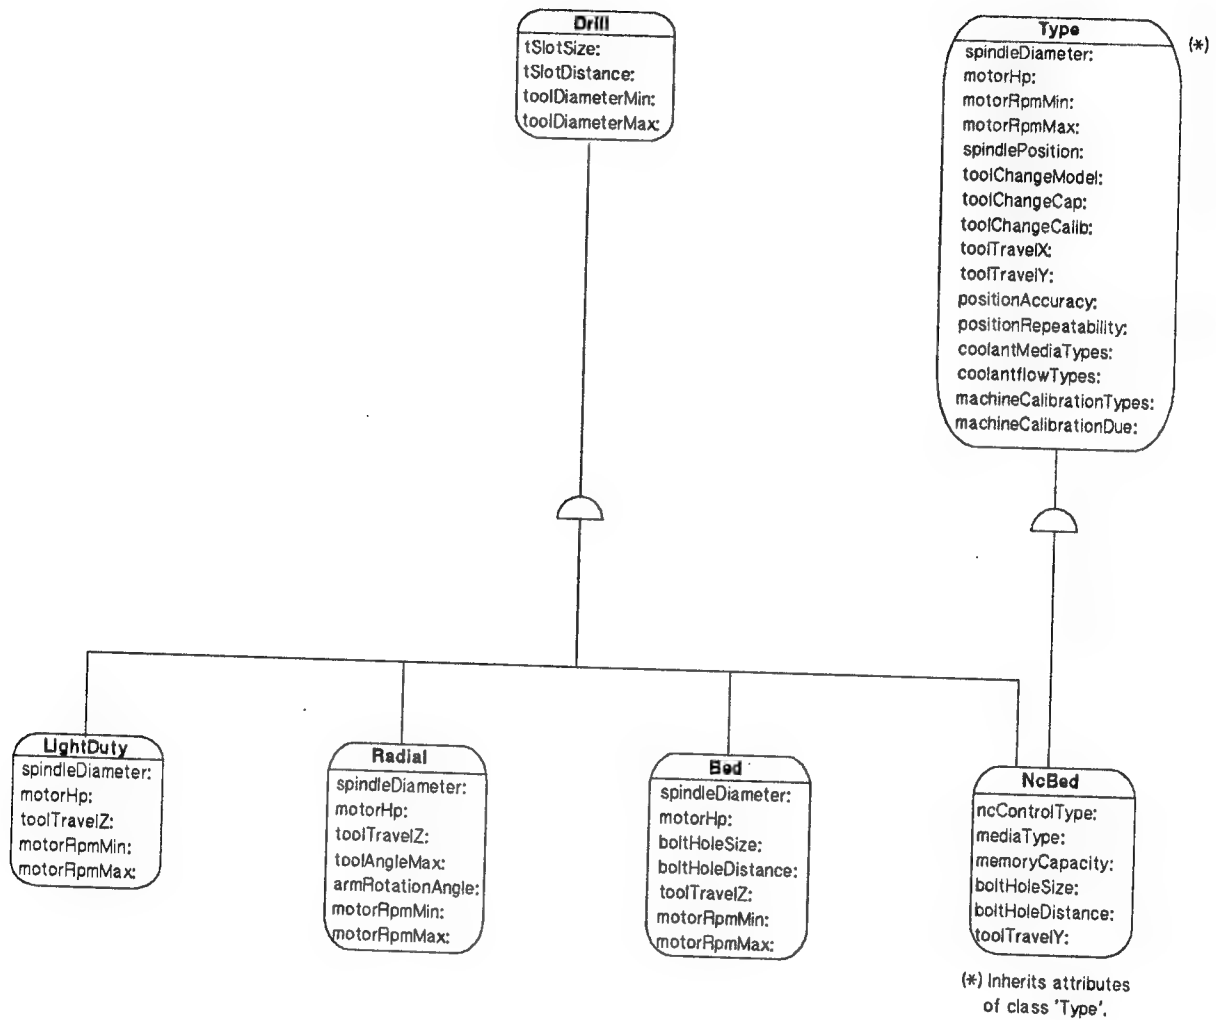 Drill
tSlotSize:
tSlotDistance:
toolDiameterMin:
toolDiameterMax:
Type
(*)
spindleDiameter:
motorHp:
motorRpmMin:
motorRpmMax:
spindlePosition:
toolChangeModel:
toolChangeCap:
toolChangeCalib:
toolTravelX:
toolTravelY:
positionAccuracy:
positionRepeatability:
coolantMediaTypes:
coolantflowTypes:
machineCalibrationTypes:
machineCalibrationDue:
LightDuty
spindleDiameter:
motorHp:
toolTravelZ:
motorRpmMin:
motorRpmMax:
Radial
spindleDiameter:
motorHp:
toolTravelZ:
toolAngleMax:
armRotationAngle:
motorRpmMin:
motorRpmMax:
Bed
spindleDiameter:
motorHp:
boltHoleSize:
boltHoleDistance:
toolTravelZ:
motorRpmMin:
motorRpmMax:
NcBed
ncControlType:
mediaType:
memoryCapacity:
boltHoleSize:
boltHoleDistance:
toolTravelY:
(*) Inherits attributes
of class 'Type'.